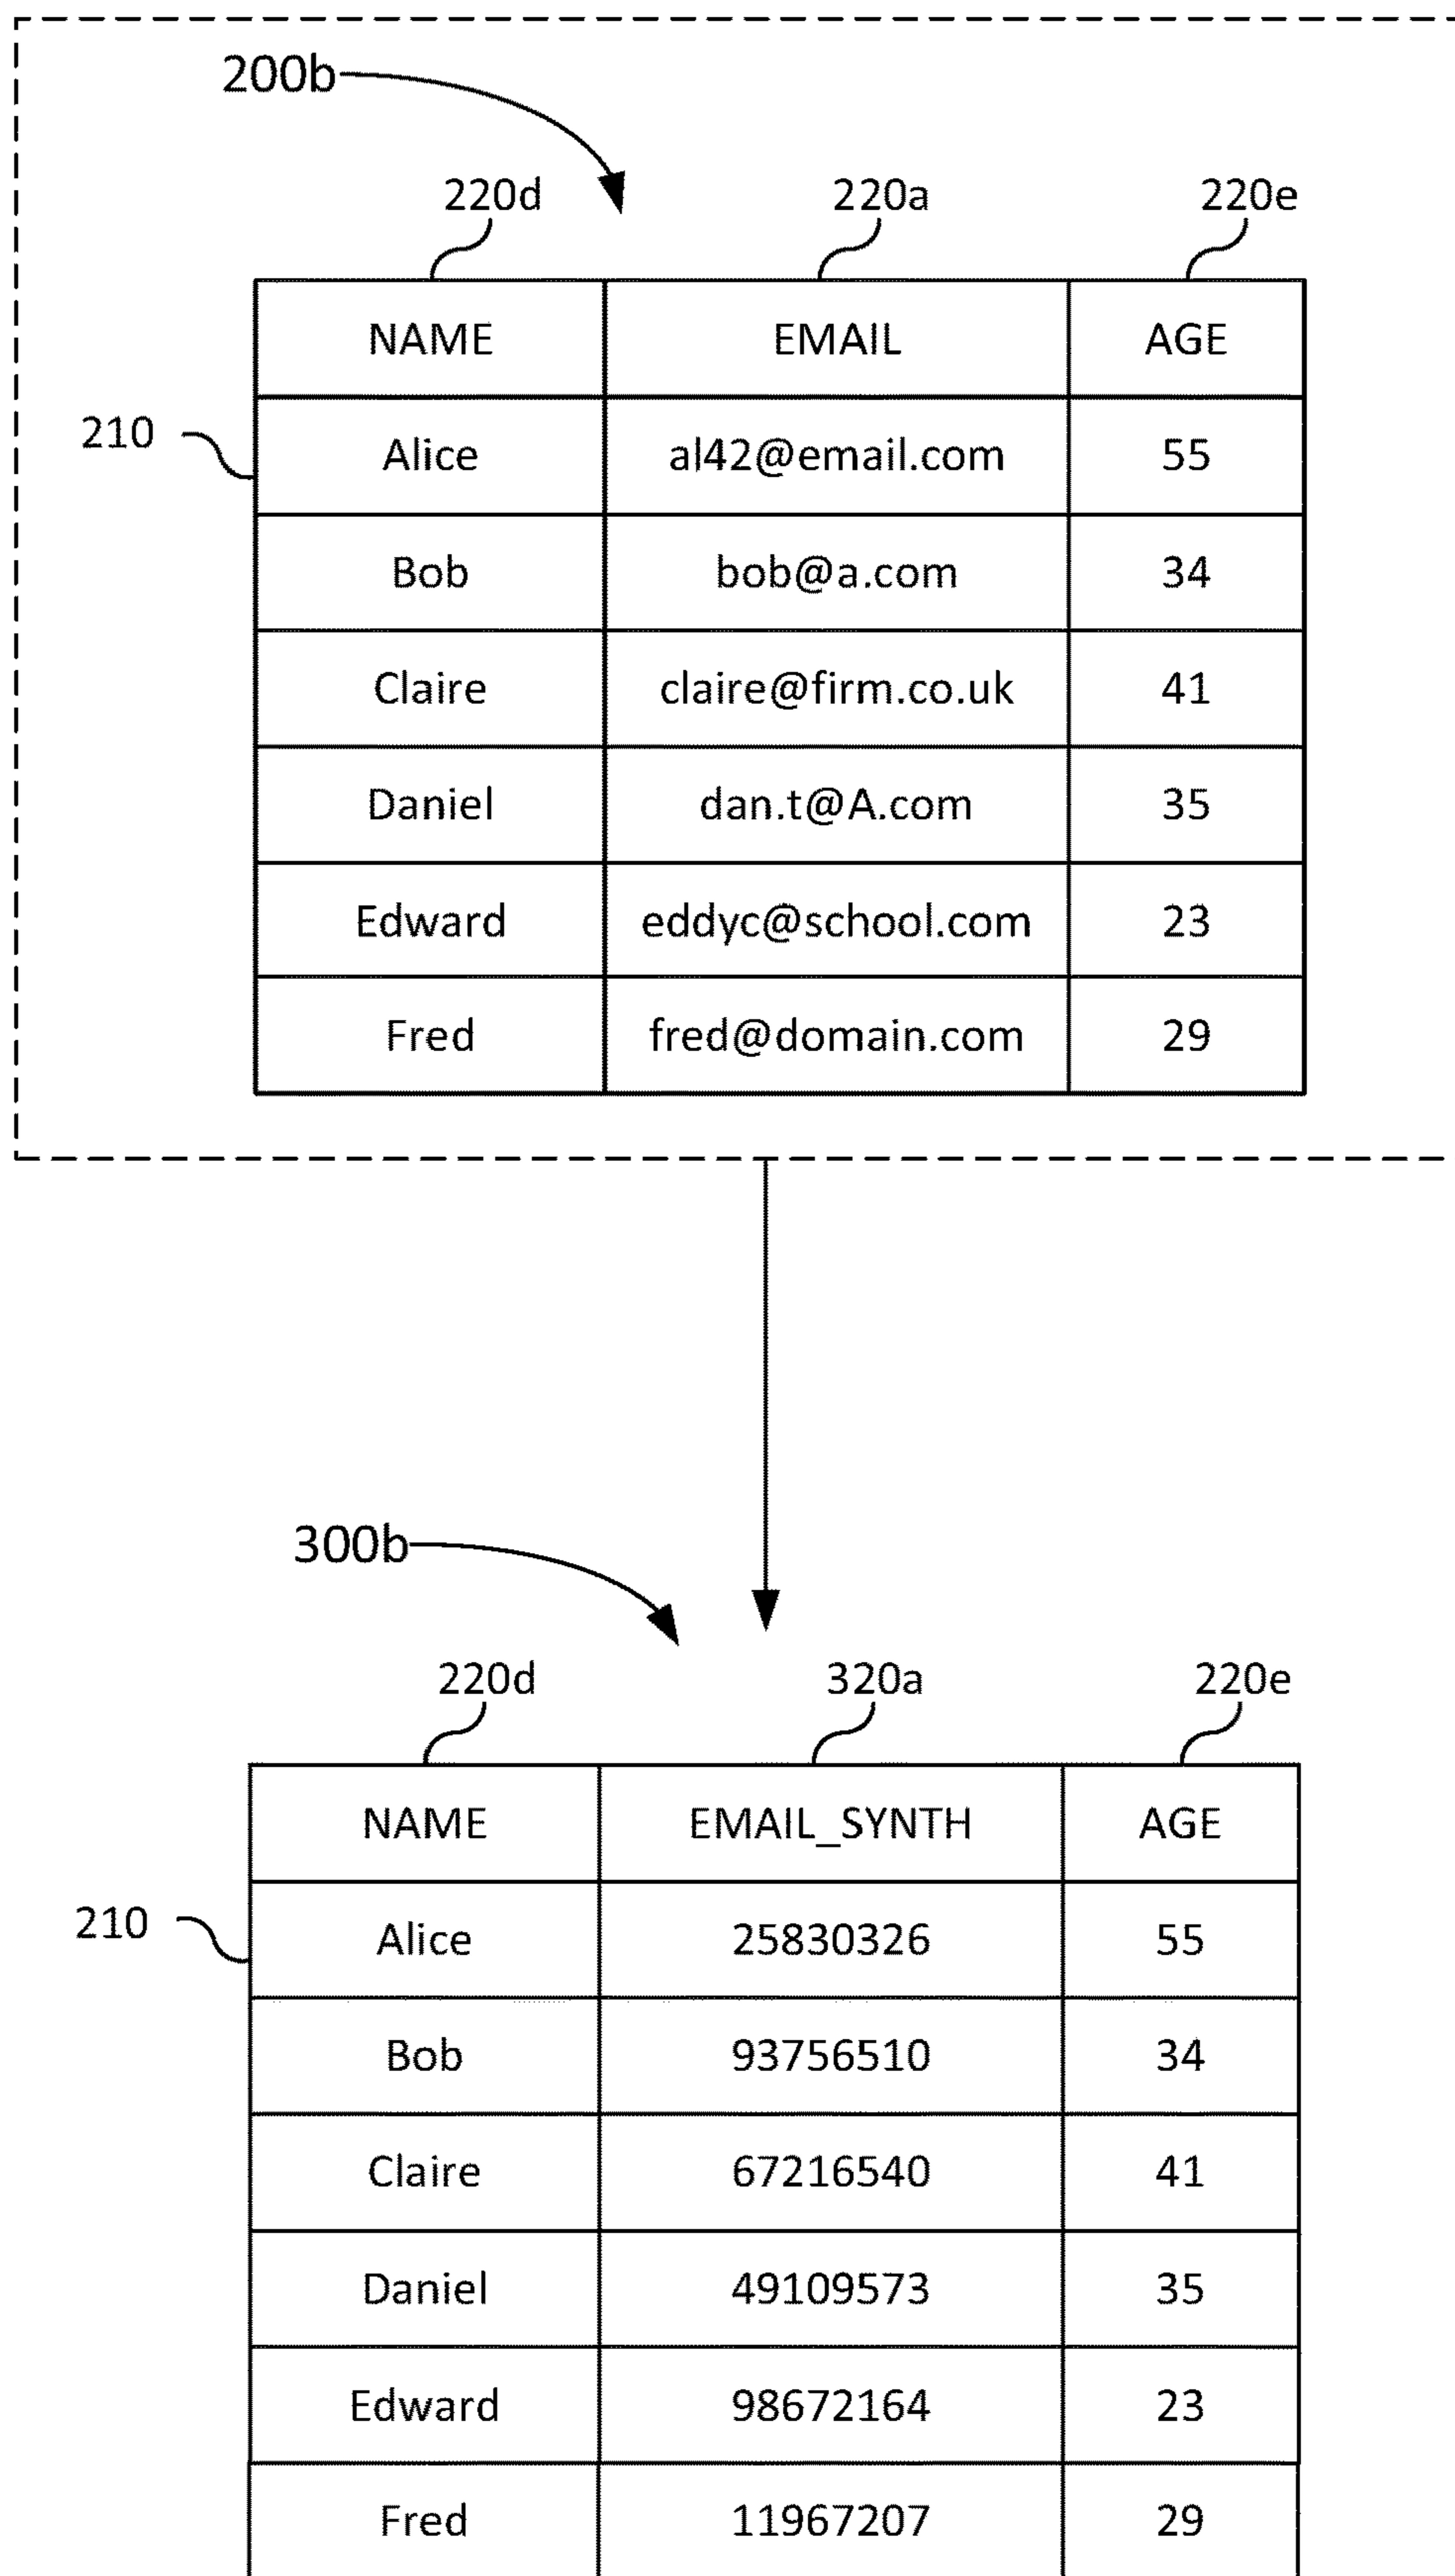 200b
220d 220a 220e
NAME EMAIL AGE
210
Alice al42@email.com 55
Bob bob@a.com 34
Claire claire@firm.co.uk 41
Daniel dan.t@A.com 35
Edward eddyc@school.com 23
Fred fred@domain.com 29
300b
220d 320a 220e
NAME EMAIL_SYNTH AGE
210
Alice 25830326 55
Bob 93756510 34
Claire 67216540 41
Daniel 49109573 35
Edward 98672164 23
Fred 11967207 29